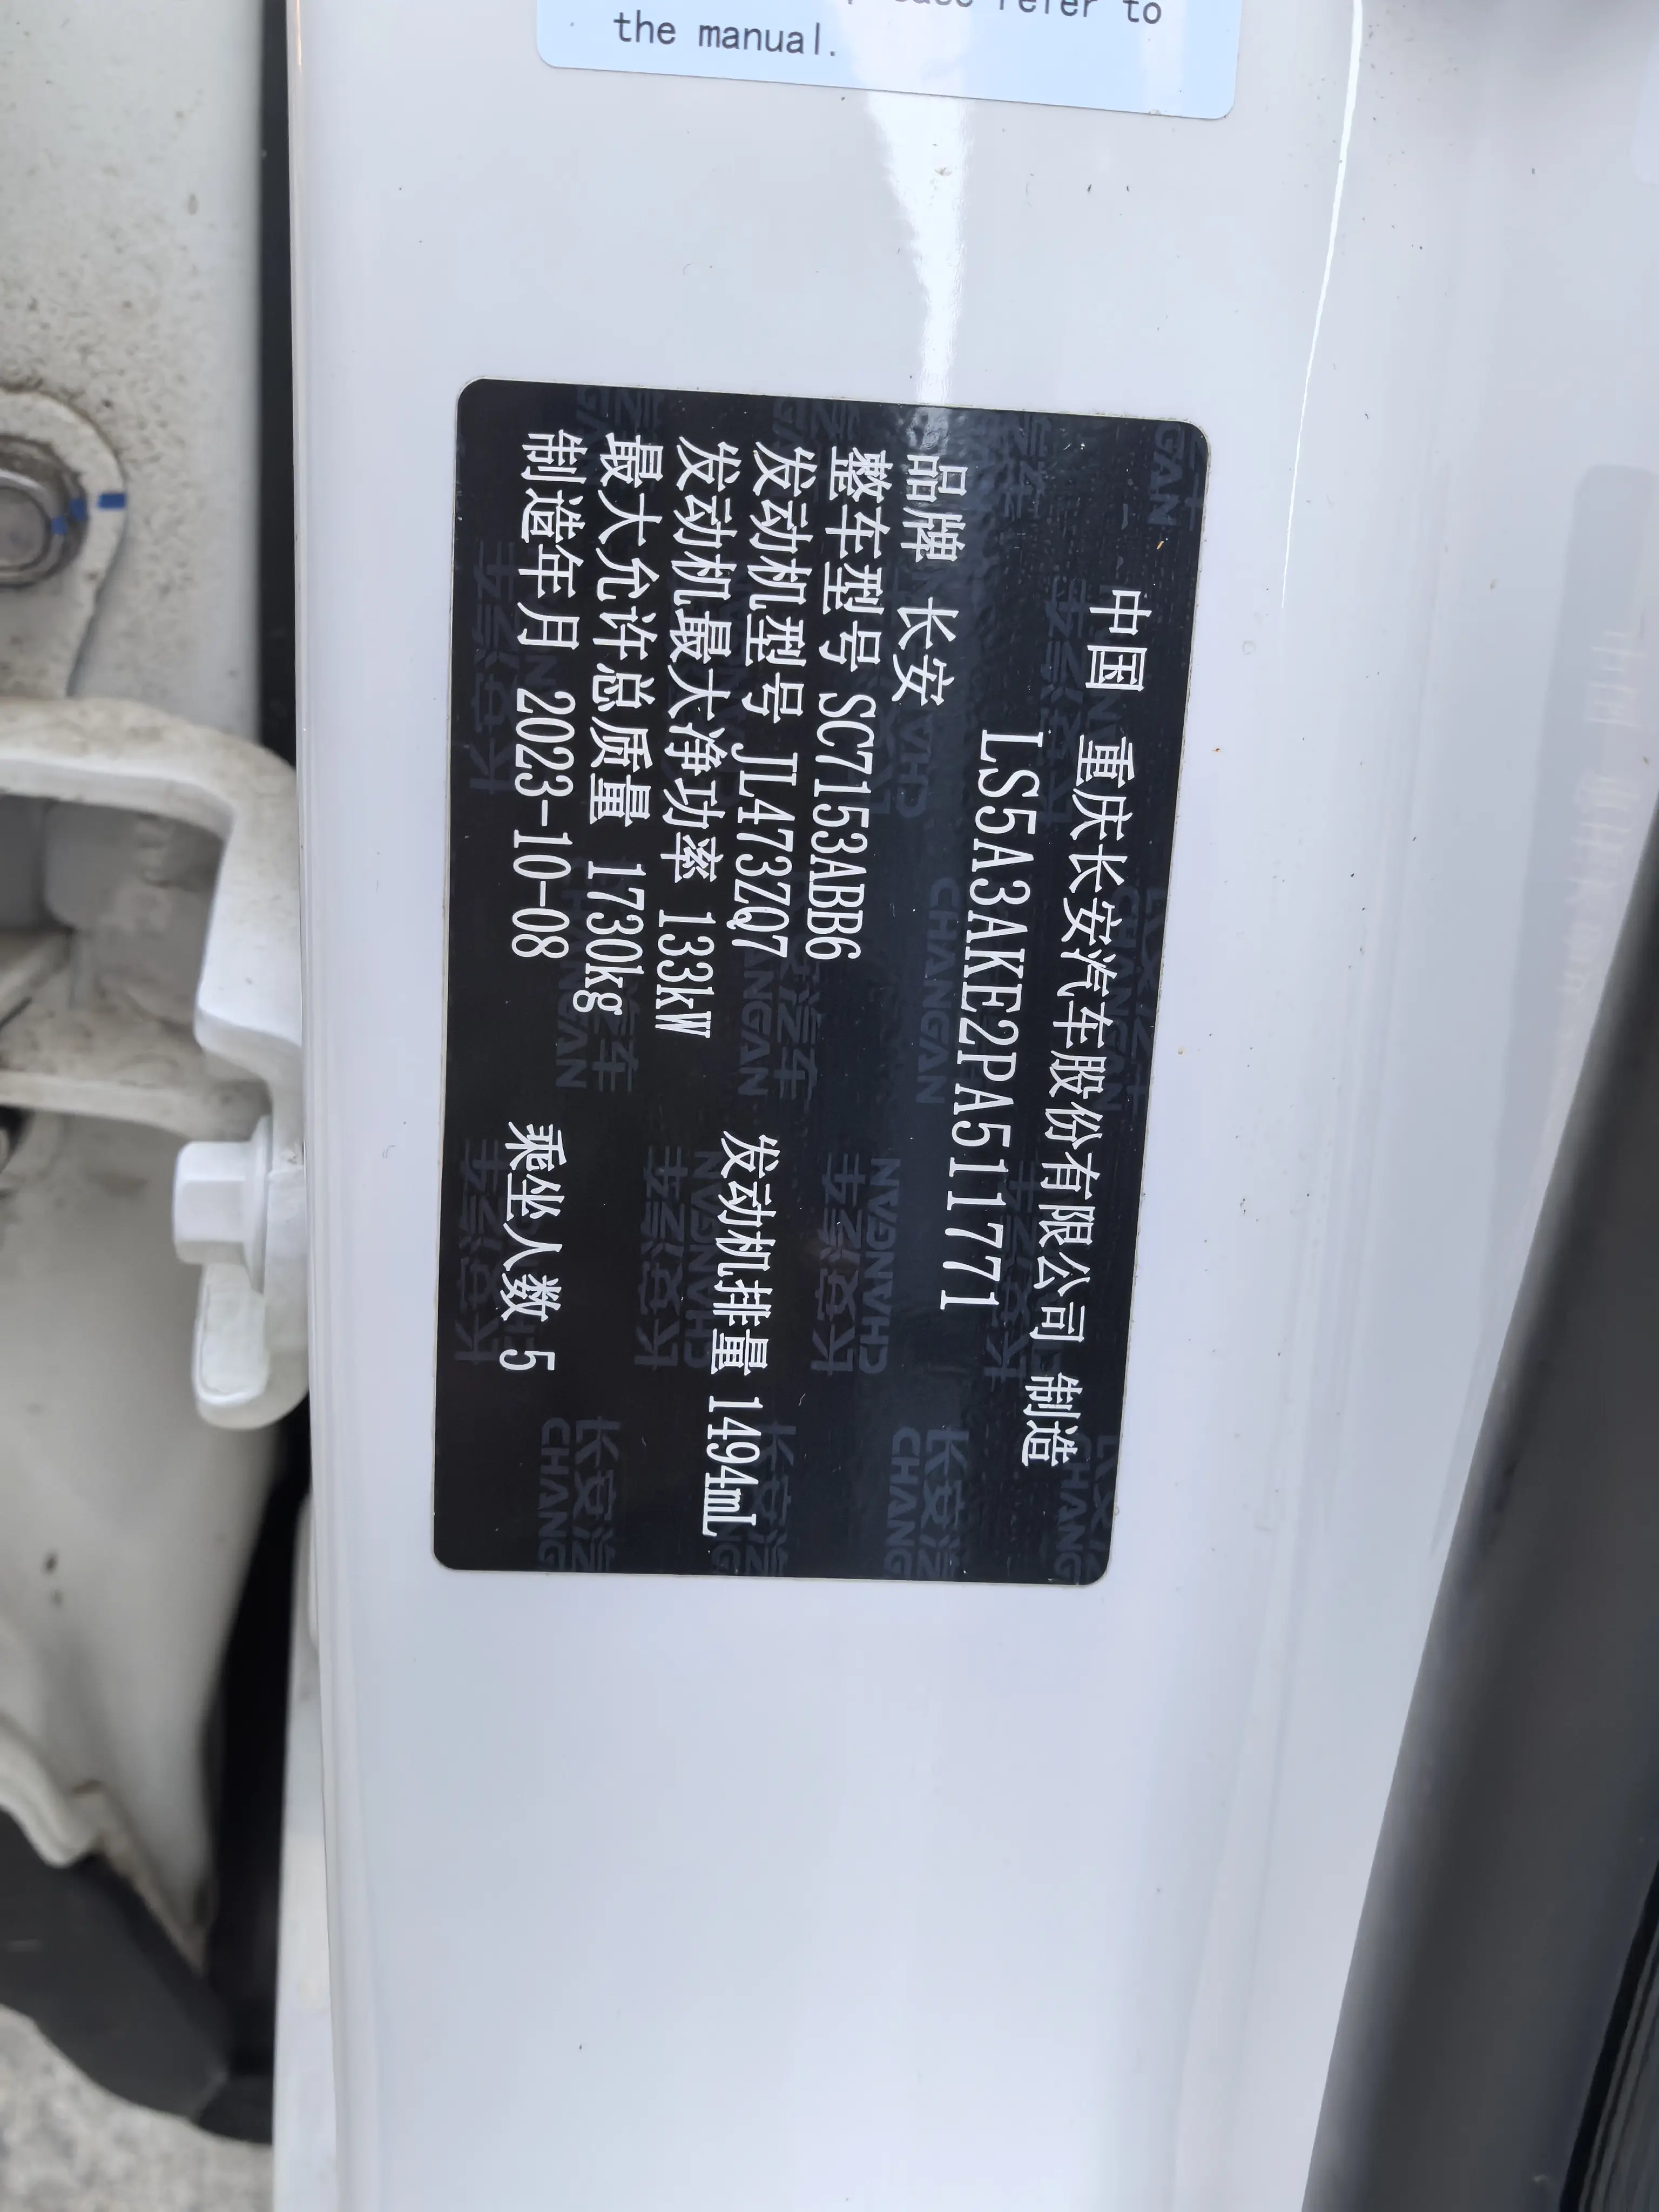 refer to
the manual.
中国 重庆长安汽车股份有限公司 制造
LS5A3AKE2PA511771
品牌 长安
整车型号 SC7153ABB6
发动机型号 JL473ZQ7 发动机排量 1494mL
发动机最大净功率 133kW
最大允许总质量 1730kg
制造年月 2023-10-08 乘坐人数 5